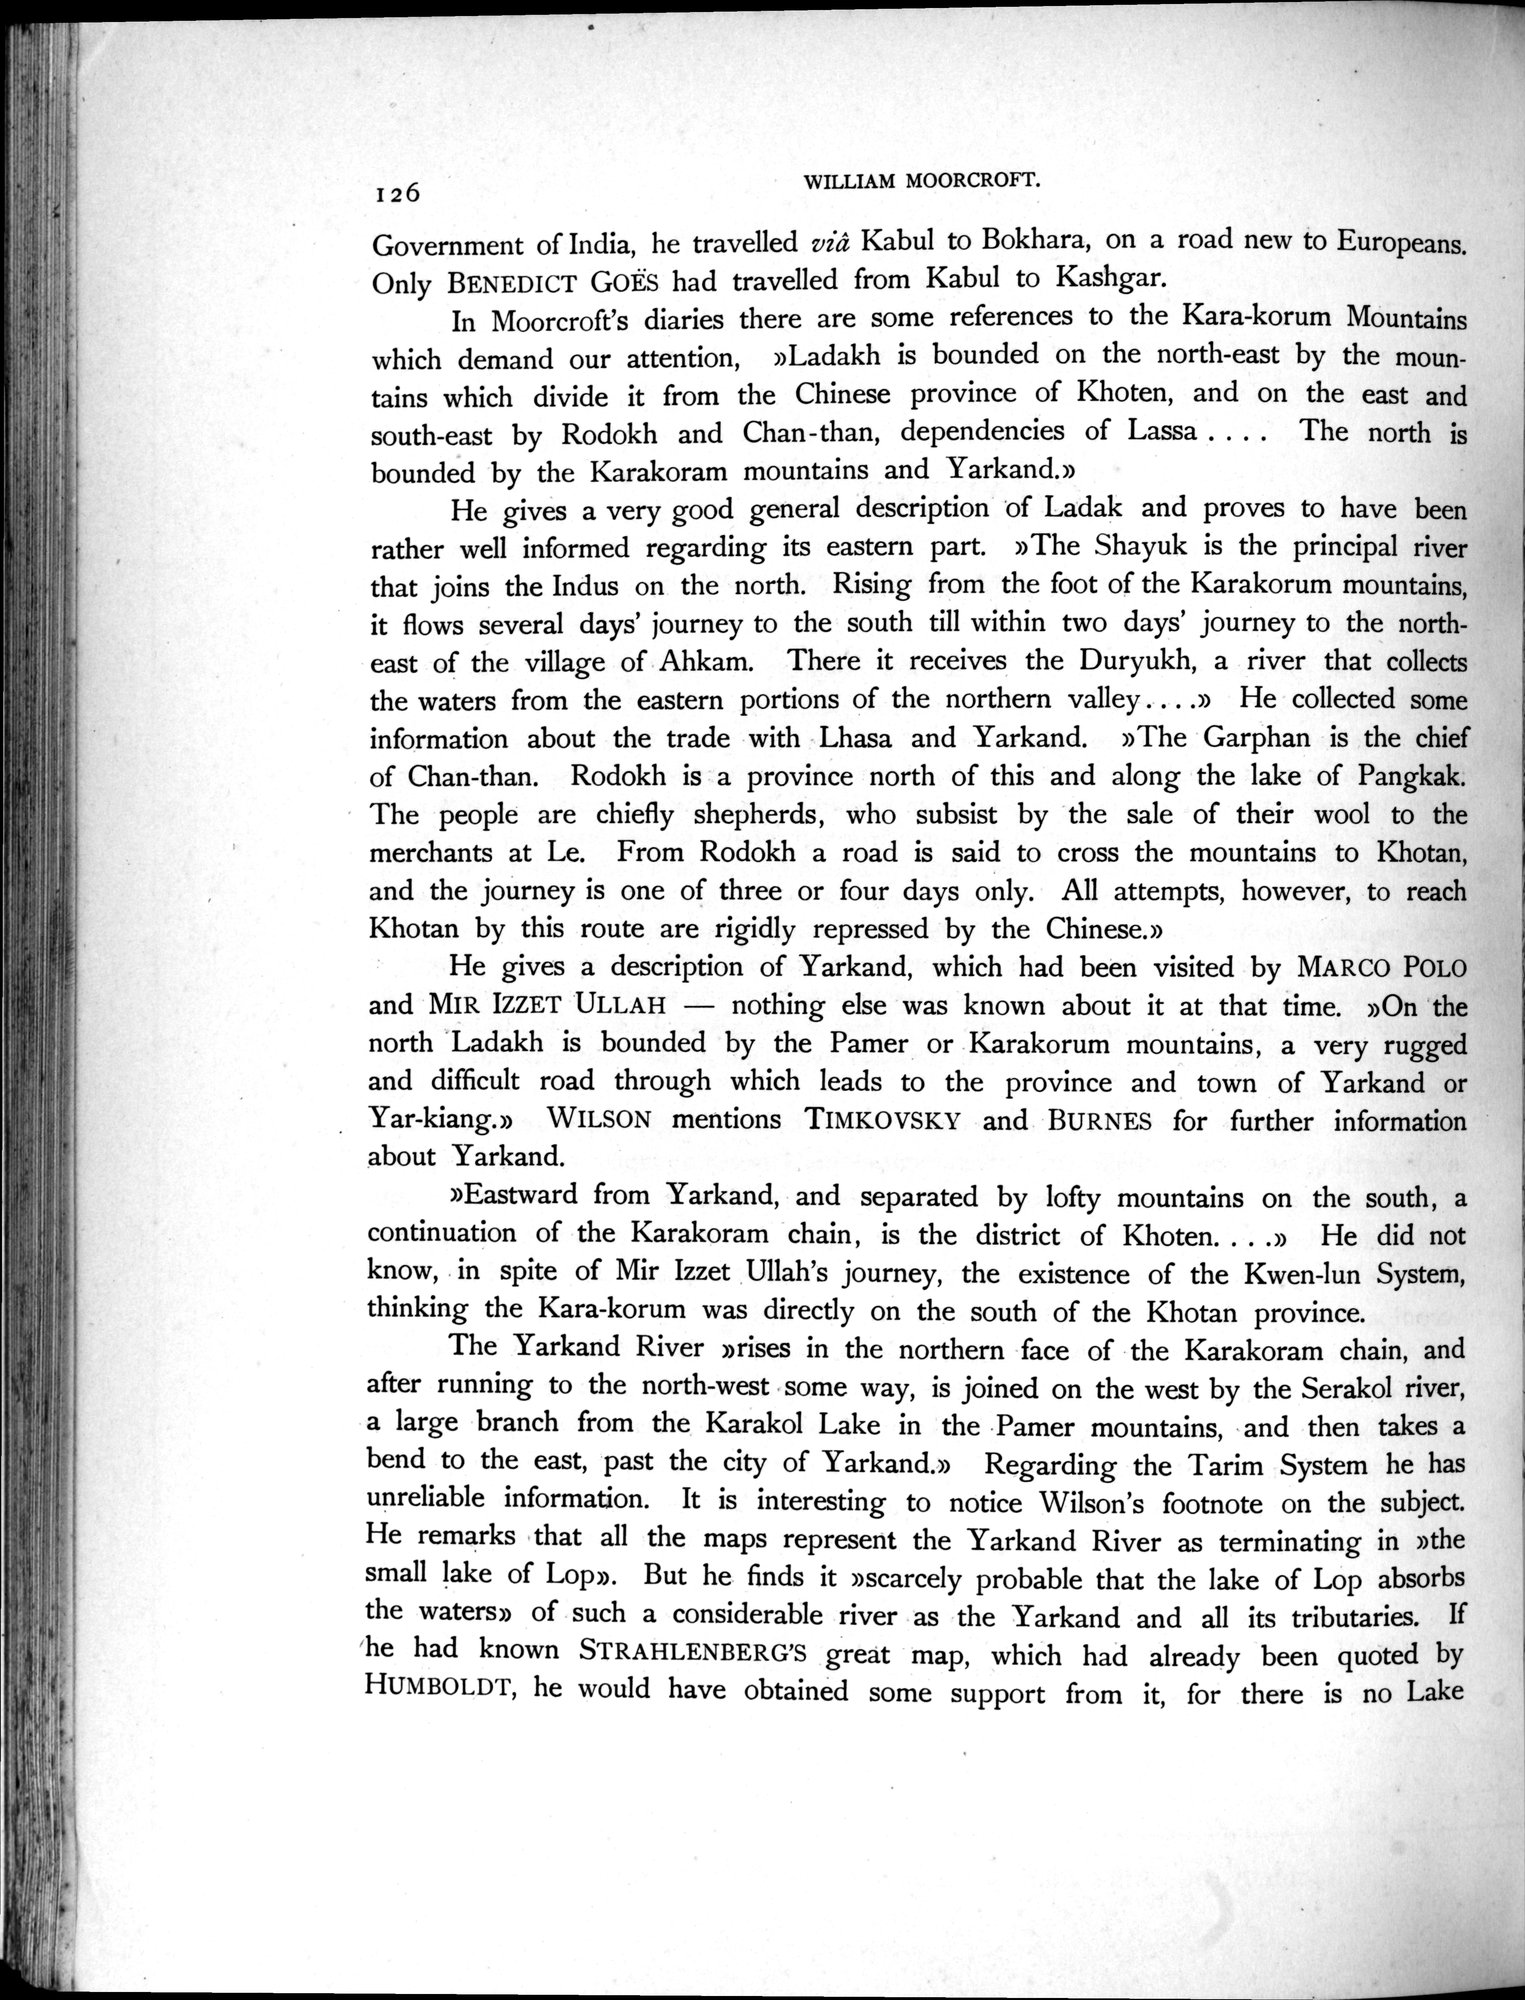 126
WILLIAM MOORCROFT.
Government of India, he travelled viâ Kabul to Bokhara, on a road new to Europeans.
Only BENEDICT GOËS had travelled from Kabul to Kashgar.
In Moorcroft's diaries there are some references to the Kara-korum Mountains
which demand our attention, »Ladakh is bounded on the north-east by the moun-
tains which divide it from the Chinese province of Khoten, and on the east and
south-east by Rodokh and Chan-than, dependencies of Lassa . . . . The north is
bounded by the Karakoram mountains and Yarkand.»
He gives a very good general description of Ladak and proves to have been
rather well informed regarding its eastern part. »The Shayuk is the principal river
that joins the Indus on the north. Rising from the foot of the Karakorum mountains,
it flows several days' journey to the south till within two days' journey to the north-
east of the village of Ahkam. There it receives the Duryukh, a river that collects
the waters from the eastern portions of the northern valley. . . .» He collected some
information about the trade with Lhasa and Yarkand. »The Garphan is the chief
of Chan-than. Rodokh is a province north of this and along the lake of Pangkak.
The people are chiefly shepherds, who subsist by the sale of their wool to the
merchants at Le. From Rodokh a road is said to cross the mountains to Khotan,
and the journey is one of three or four days only. All attempts, however, to reach
Khotan by this route are rigidly repressed by the Chinese.»
He gives a description of Yarkand, which had been visited by MARCO POLO
and MIR IZZET ULLAH — nothing else was known about it at that time. »On the
north Ladakh is bounded by the Pamer or Karakorum mountains, a very rugged
and difficult road through which leads to the province and town of Yarkand or
Yar-kiang.» WILSON mentions TIMKOVSKY and BURNES for further information
about Yarkand.
»Eastward from Yarkand, and separated by lofty mountains on the south, a
continuation of the Karakoram chain, is the district of Khoten. . . .» He did not
know, in spite of Mir Izzet Ullah's journey, the existence of the Kwen-lun System,
thinking the Kara-korum was directly on the south of the Khotan province.
The Yarkand River »rises in the northern face of the Karakoram chain, and
after running to the north-west some way, is joined on the west by the Serakol river,
a large branch from the Karakol Lake in the Pamer mountains, and then takes a
bend to the east, past the city of Yarkand.» Regarding the Tarim System he has
unreliable information. It is interesting to notice Wilson's footnote on the subject.
He remarks that all the maps represent the Yarkand River as terminating in »the
small lake of Lop». But he finds it »scarcely probable that the lake of Lop absorbs
the waters» of such a considerable river as the Yarkand and all its tributaries. If
he had known STRAHLENBERG'S great map, which had already been quoted by
HUMBOLDT, he would have obtained some support from it, for there is no Lake